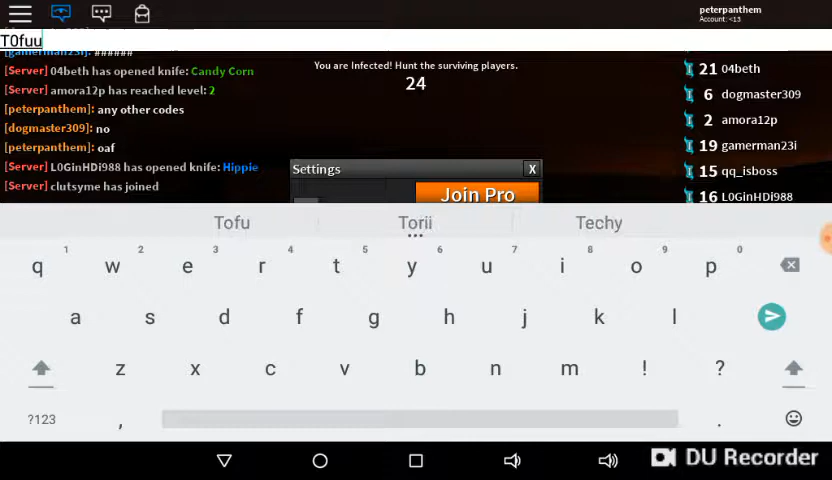 peterpanthem
Account: <13
T0fuu
[gamerman23i]: ######
[Server] 04beth has opened knife: Candy Corn
[Server] amora12p has reached level: 2
[peterpanthem]: any other codes
[dogmaster309]: no
[peterpanthem]: oaf
[Server] L0GinHDi988 has opened knife: Hippie
[Server] clutsyme has joined
You are Infected! Hunt the surviving players.
24
Settings
X
Join Pro
21 04beth
6 dogmaster309
2 amora12p
19 gamerman23i
15 qq_isboss
16 L0GinHDi988
Tofu Torii Techy
1 2 3 4 5 6 7 8 9 0
q w e r t y u i o p
a s d f g h j k l
z x c v b n m ! ?
?123 , .
DU Recorder